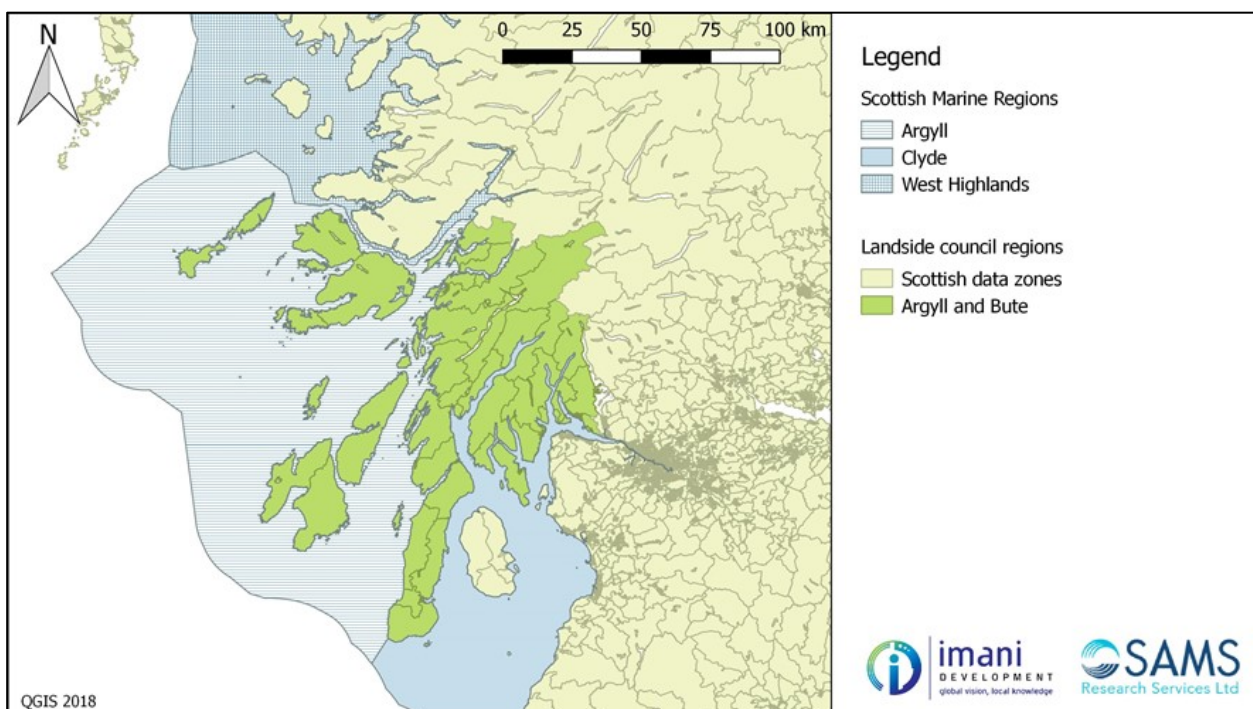 N
0 25 50 75 100 km
Legend
Scottish Marine Regions
Argyll
Clyde
West Highlands
Landside council regions
Scottish data zones
Argyll and Bute
QGIS 2018
imani
DEVELOPMENT
global vision, local knowledge
SAMS
Research Services Ltd